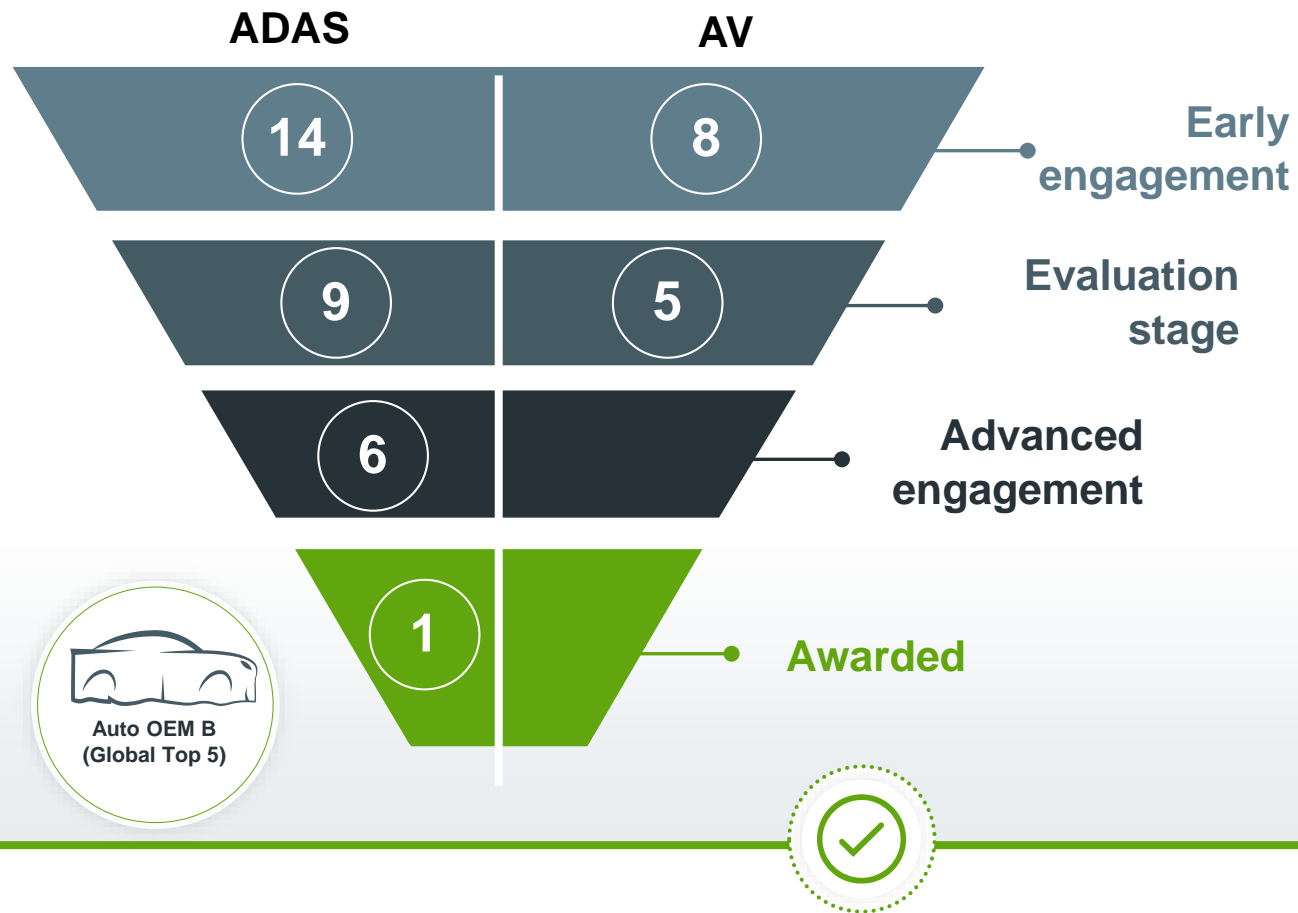 ADAS
AV
14
8
Early
engagement
9
5
Evaluation
stage
6
Advanced
engagement
1
Awarded
Auto OEM B
(Global Top 5)